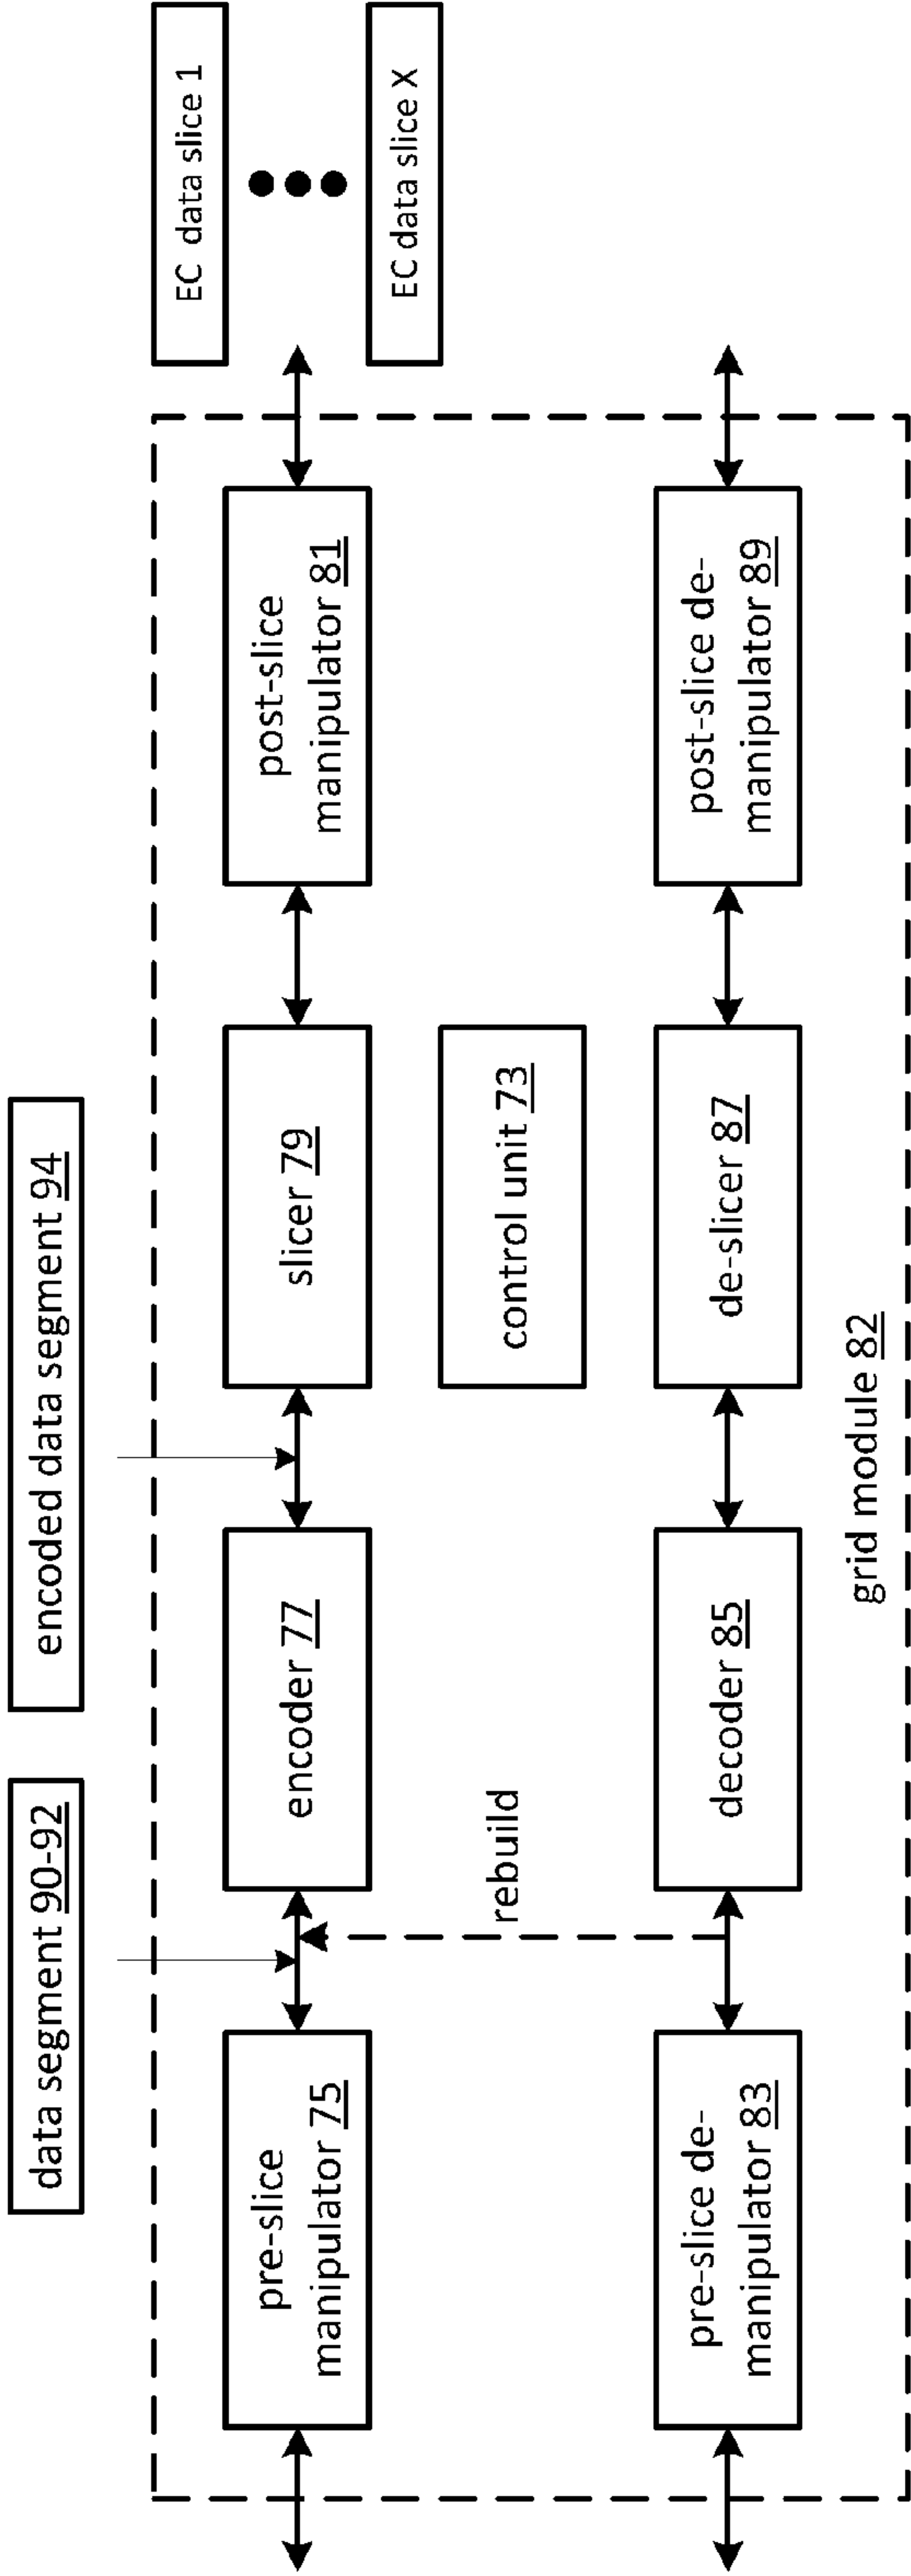 data segment 90-92
encoded data segment 94
EC data slice 1
EC data slice X
pre-slice
manipulator 75
encoder 77
slicer 79
post-slice
manipulator 81
rebuild
control unit 73
pre-slice de-
manipulator 83
decoder 85
de-slicer 87
post-slice de-
manipulator 89
grid module 82